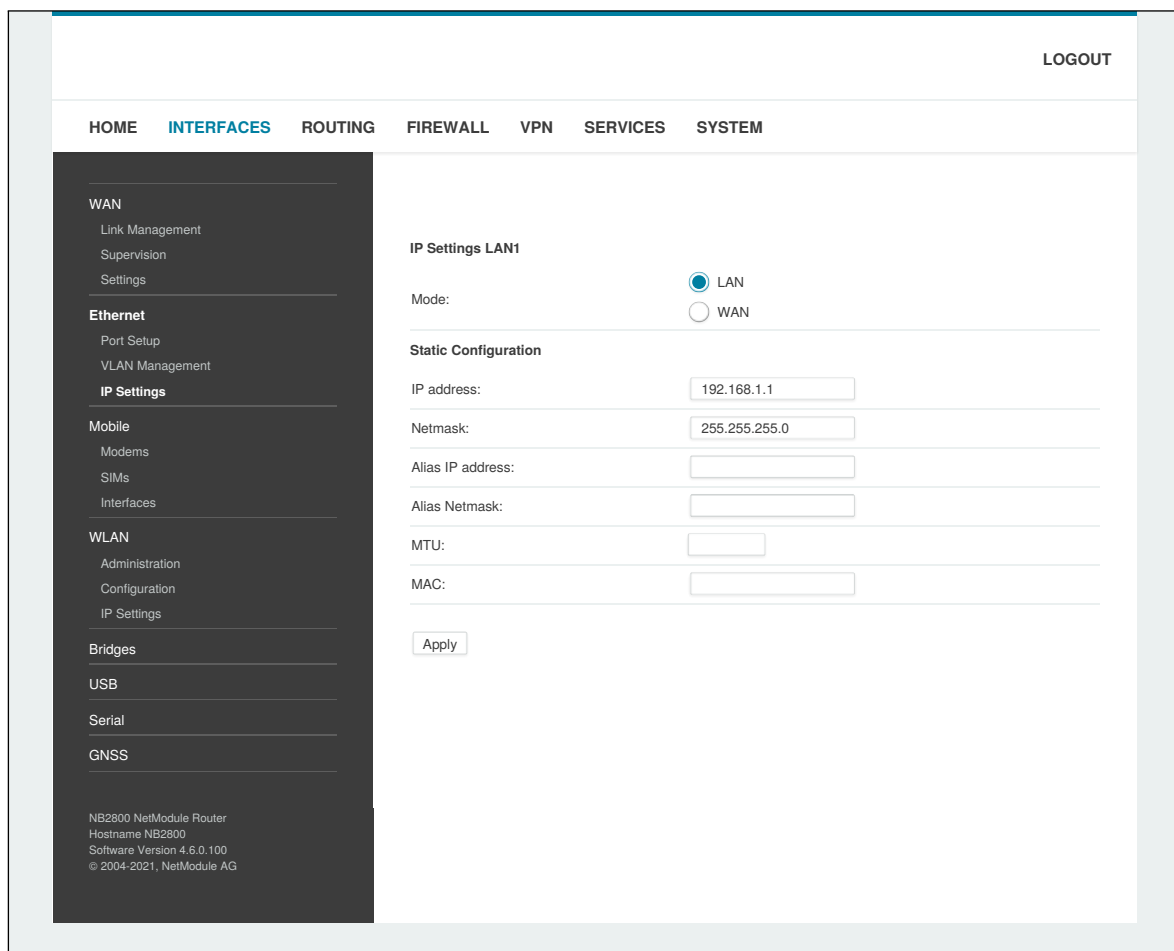 LOGOUT
HOME INTERFACES ROUTING FIREWALL VPN SERVICES SYSTEM
WAN
Link Management
Supervision
Settings
Ethernet
Port Setup
VLAN Management
IP Settings
Mobile
Modems
SIMs
Interfaces
WLAN
Administration
Configuration
IP Settings
Bridges
USB
Serial
GNSS
NB2800 NetModule Router
Hostname NB2800
Software Version 4.6.0.100
© 2004-2021, NetModule AG
IP Settings LAN1
Mode:
LAN
WAN
Static Configuration
IP address: 192.168.1.1
Netmask: 255.255.255.0
Alias IP address:
Alias Netmask:
MTU:
MAC:
Apply